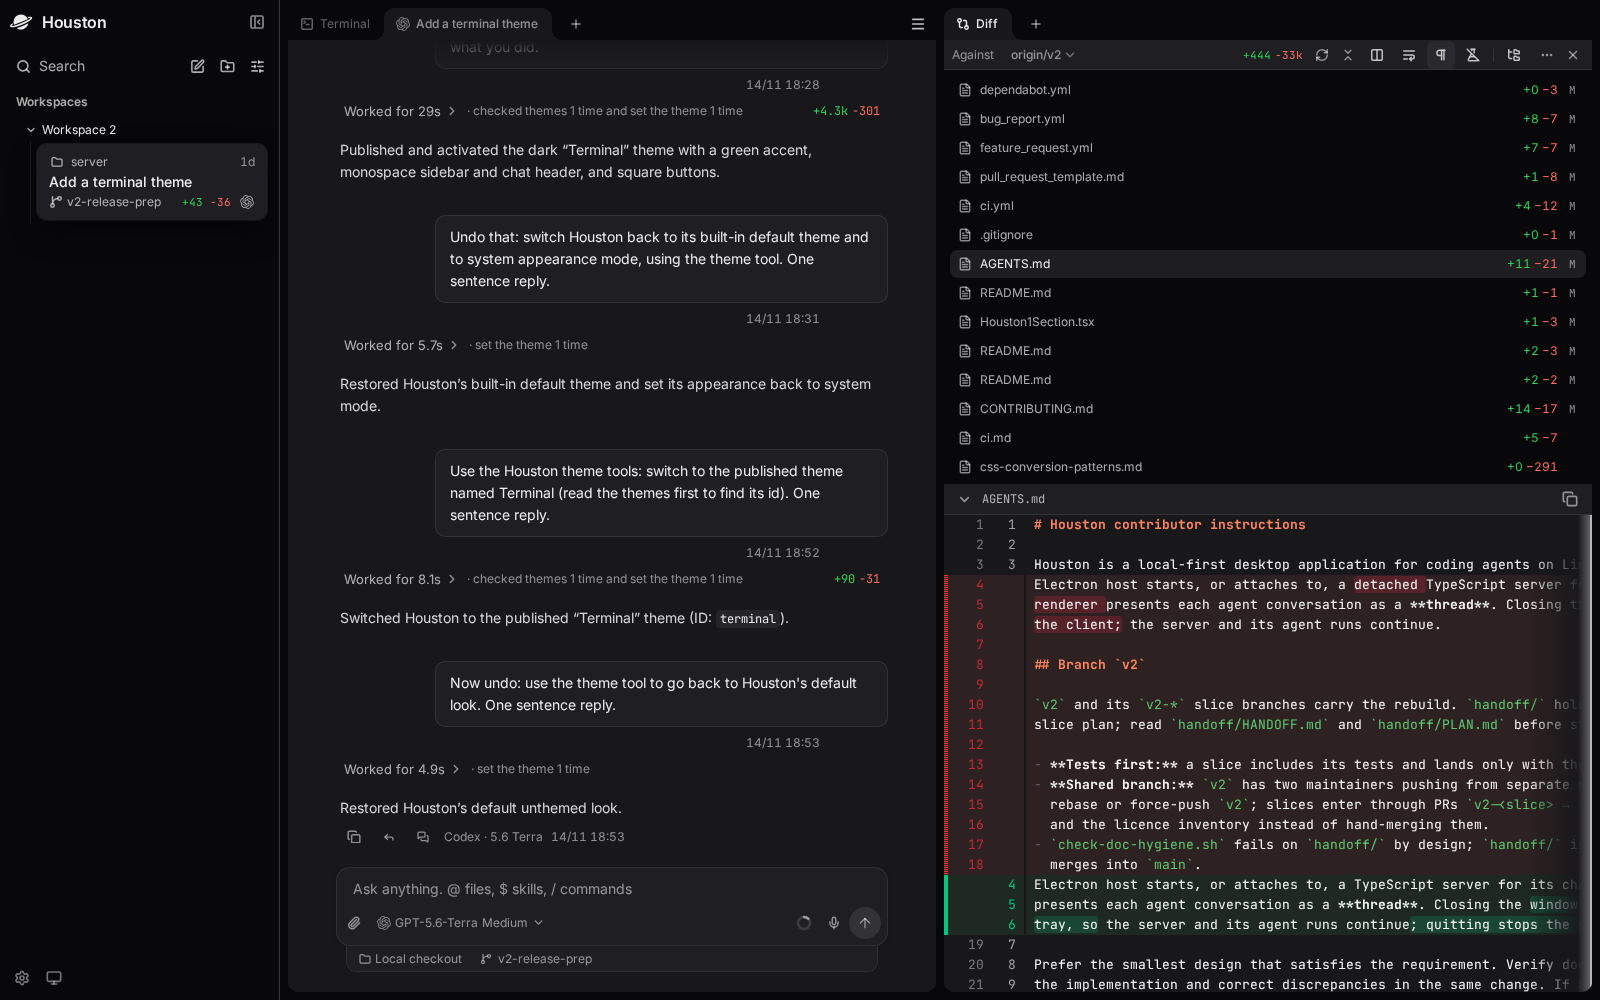 Houston
Search
Workspaces
Workspace 2
server 1d
Add a terminal theme
v2-release-prep +43 -36
Terminal
Add a terminal theme
what you did.
14/11 18:28
Worked for 29s · checked themes 1 time and set the theme 1 time +4.3k -301
Published and activated the dark “Terminal” theme with a green accent,
monospace sidebar and chat header, and square buttons.
Undo that: switch Houston back to its built-in default theme and
to system appearance mode, using the theme tool. One
sentence reply.
14/11 18:31
Worked for 5.7s · set the theme 1 time
Restored Houston’s built-in default theme and set its appearance back to system
mode.
Use the Houston theme tools: switch to the published theme
named Terminal (read the themes first to find its id). One
sentence reply.
14/11 18:52
Worked for 8.1s · checked themes 1 time and set the theme 1 time +90 -31
Switched Houston to the published “Terminal” theme (ID: terminal).
Now undo: use the theme tool to go back to Houston's default
look. One sentence reply.
14/11 18:53
Worked for 4.9s · set the theme 1 time
Restored Houston’s default unthemed look.
Codex · 5.6 Terra 14/11 18:53
Ask anything. @ files, $ skills, / commands
GPT-5.6-Terra Medium
Local checkout v2-release-prep
Diff
Against origin/v2 +444 -33k
dependabot.yml +0 −3 M
bug_report.yml +8 −7 M
feature_request.yml +7 −7 M
pull_request_template.md +1 −8 M
ci.yml +4 −12 M
.gitignore +0 −1 M
AGENTS.md +11 −21 M
README.md +1 −1 M
Houston1Section.tsx +1 −3 M
README.md +2 −3 M
README.md +2 −2 M
CONTRIBUTING.md +14 −17 M
ci.md +5 −7
css-conversion-patterns.md +0 −291
AGENTS.md
1 1 # Houston contributor instructions
2 2
3 3 Houston is a local-first desktop application for coding agents on Li
4 Electron host starts, or attaches to, a detached TypeScript server f
5 renderer presents each agent conversation as a **thread**. Closing t
6 the client; the server and its agent runs continue.
7
8 ## Branch `v2`
9
10 `v2` and its `v2-*` slice branches carry the rebuild. `handoff/` hol
11 slice plan; read `handoff/HANDOFF.md` and `handoff/PLAN.md` before s
12
13 - **Tests first:** a slice includes its tests and lands only with th
14 - **Shared branch:** `v2` has two maintainers pushing from separate
15 rebase or force-push `v2`; slices enter through PRs `v2-<slice> →
16 and the licence inventory instead of hand-merging them.
17 - `check-doc-hygiene.sh` fails on `handoff/` by design; `handoff/` i
18 merges into `main`.
4 Electron host starts, or attaches to, a TypeScript server for its ch
5 presents each agent conversation as a **thread**. Closing the window
6 tray, so the server and its agent runs continue; quitting stops the
19 7
20 8 Prefer the smallest design that satisfies the requirement. Verify do
21 9 the implementation and correct discrepancies in the same change. If